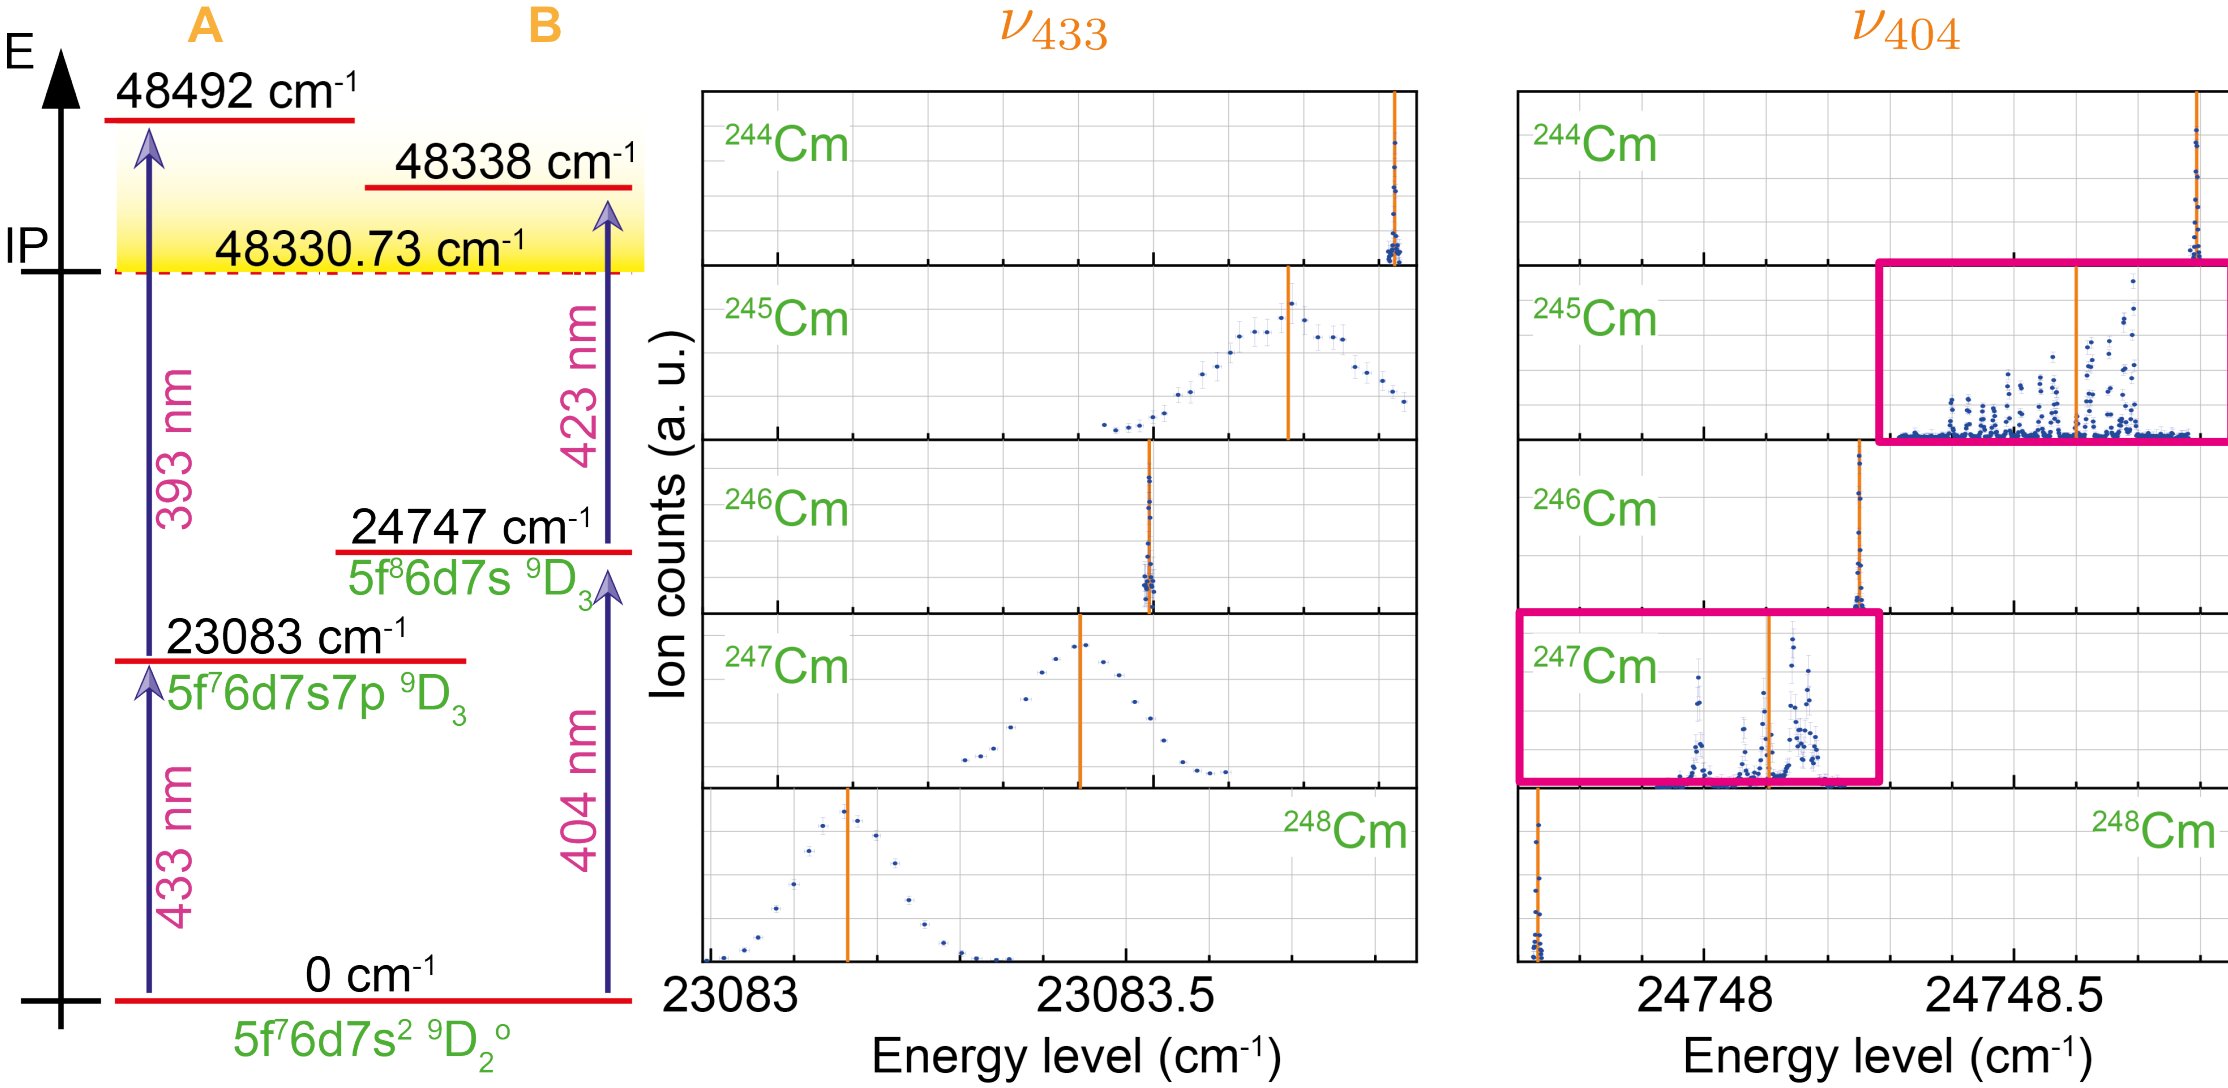 A B ν₄₃₃ ν₄₀₄
E
48492 cm⁻¹
48338 cm⁻¹
IP
48330.73 cm⁻¹
393 nm
423 nm
24747 cm⁻¹
5f⁸6d7s ⁹D₃
23083 cm⁻¹
5f⁷6d7s7p ⁹D₃
433 nm
404 nm
0 cm⁻¹
5f⁷6d7s² ⁹D₂°
Ion counts (a. u.)
²⁴⁴Cm
²⁴⁵Cm
²⁴⁶Cm
²⁴⁷Cm
²⁴⁸Cm
23083 23083.5
Energy level (cm⁻¹)
²⁴⁴Cm
²⁴⁵Cm
²⁴⁶Cm
²⁴⁷Cm
²⁴⁸Cm
24748 24748.5
Energy level (cm⁻¹)